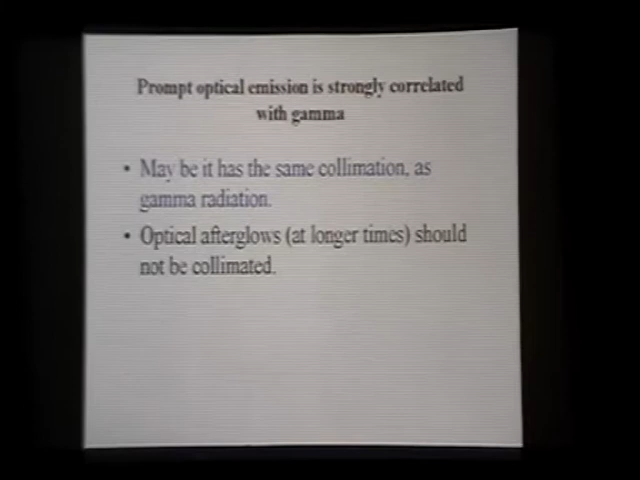 Prompt optical emission is strongly correlated
with gamma
• May be it has the same collimation, as
gamma radiation.
• Optical afterglows (at longer times) should
not be collimated.